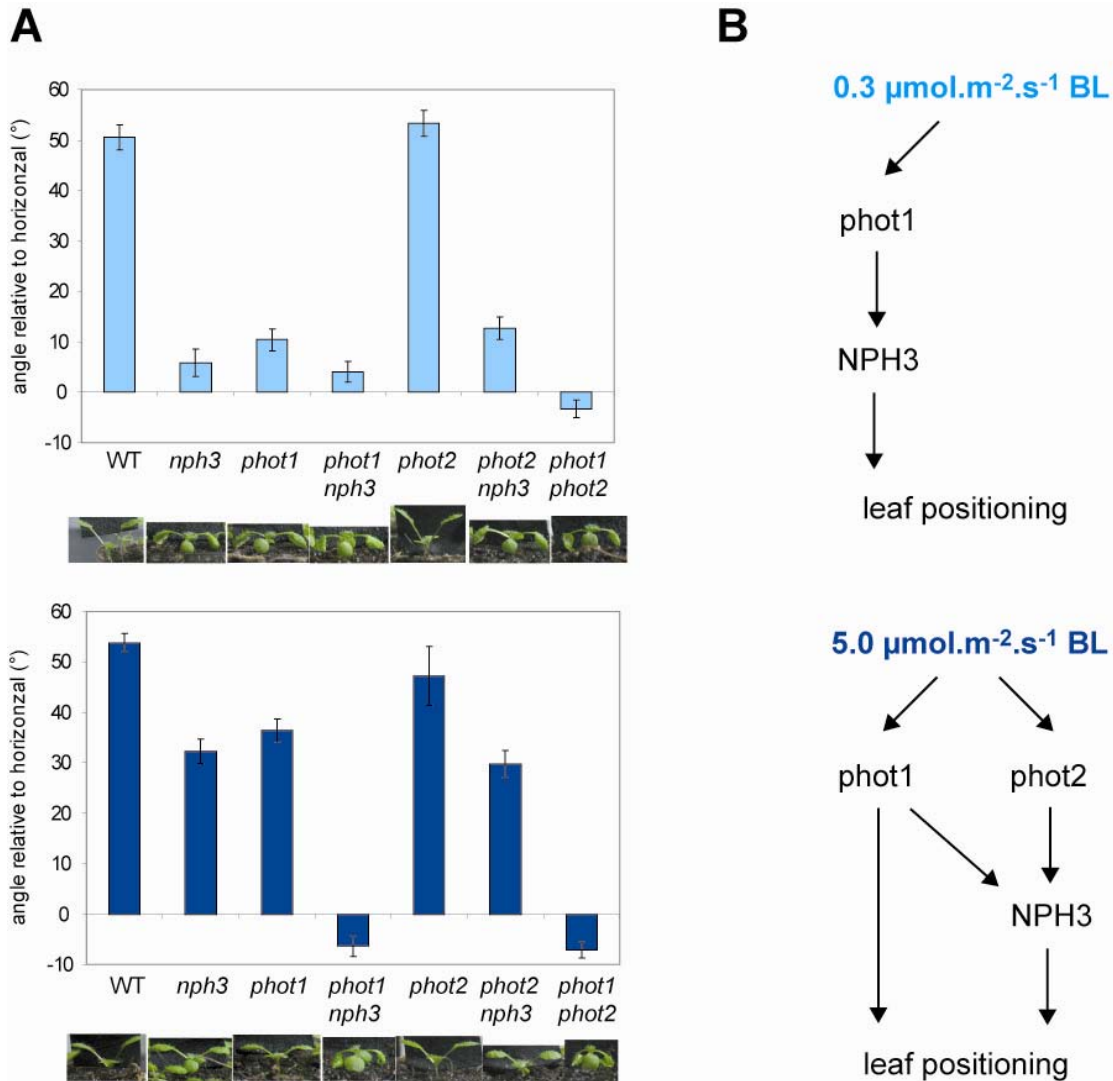 A
B
60
50
40
30
20
10
0
-10
angle relative to horizonzal (°)
WT nph3 phot1 phot1 phot2 phot2 phot1
nph3 nph3 phot2
0.3 µmol.m-2.s-1 BL
phot1
NPH3
leaf positioning
60
50
40
30
20
10
0
-10
angle relative to horizonzal (°)
WT nph3 phot1 phot1 phot2 phot2 phot1
nph3 nph3 phot2
5.0 µmol.m-2.s-1 BL
phot1 phot2
NPH3
leaf positioning